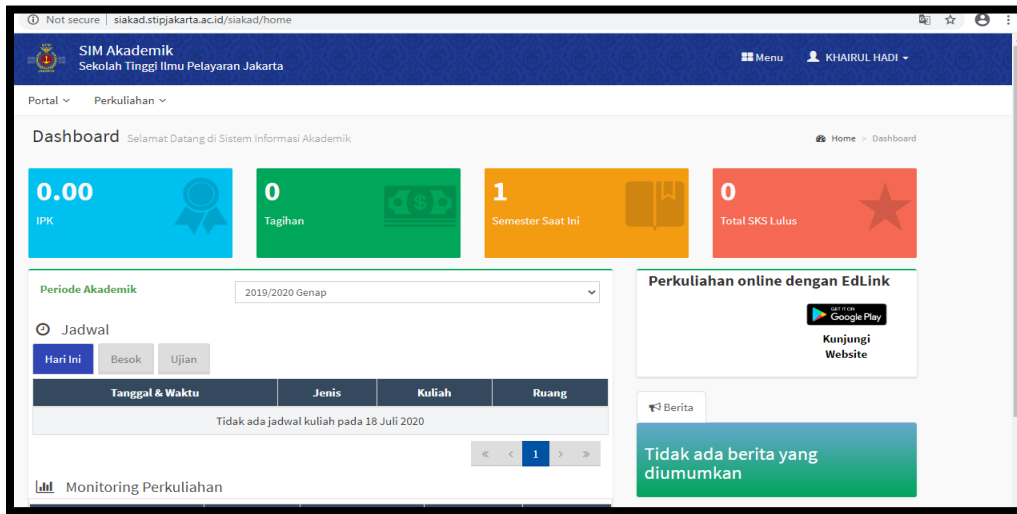 Not secure | siakad.stipjakarta.ac.id/siakad/home
SIM Akademik
Sekolah Tinggi Ilmu Pelayaran Jakarta
Menu
KHAIRUL HADI
Portal
Perkuliahan
Dashboard Selamat Datang di Sistem Informasi Akademik
Home > Dashboard
0.00
IPK
0
Tagihan
1
Semester Saat Ini
0
Total SKS Lulus
Periode Akademik
2019/2020 Genap
Jadwal
Hari Ini
Besok
Ujian
Tanggal & Waktu Jenis Kuliah Ruang
Tidak ada jadwal kuliah pada 18 Juli 2020
« < 1 > »
Monitoring Perkuliahan
Perkuliahan online dengan EdLink
GET IT ON
Google Play
Kunjungi
Website
Berita
Tidak ada berita yang
diumumkan